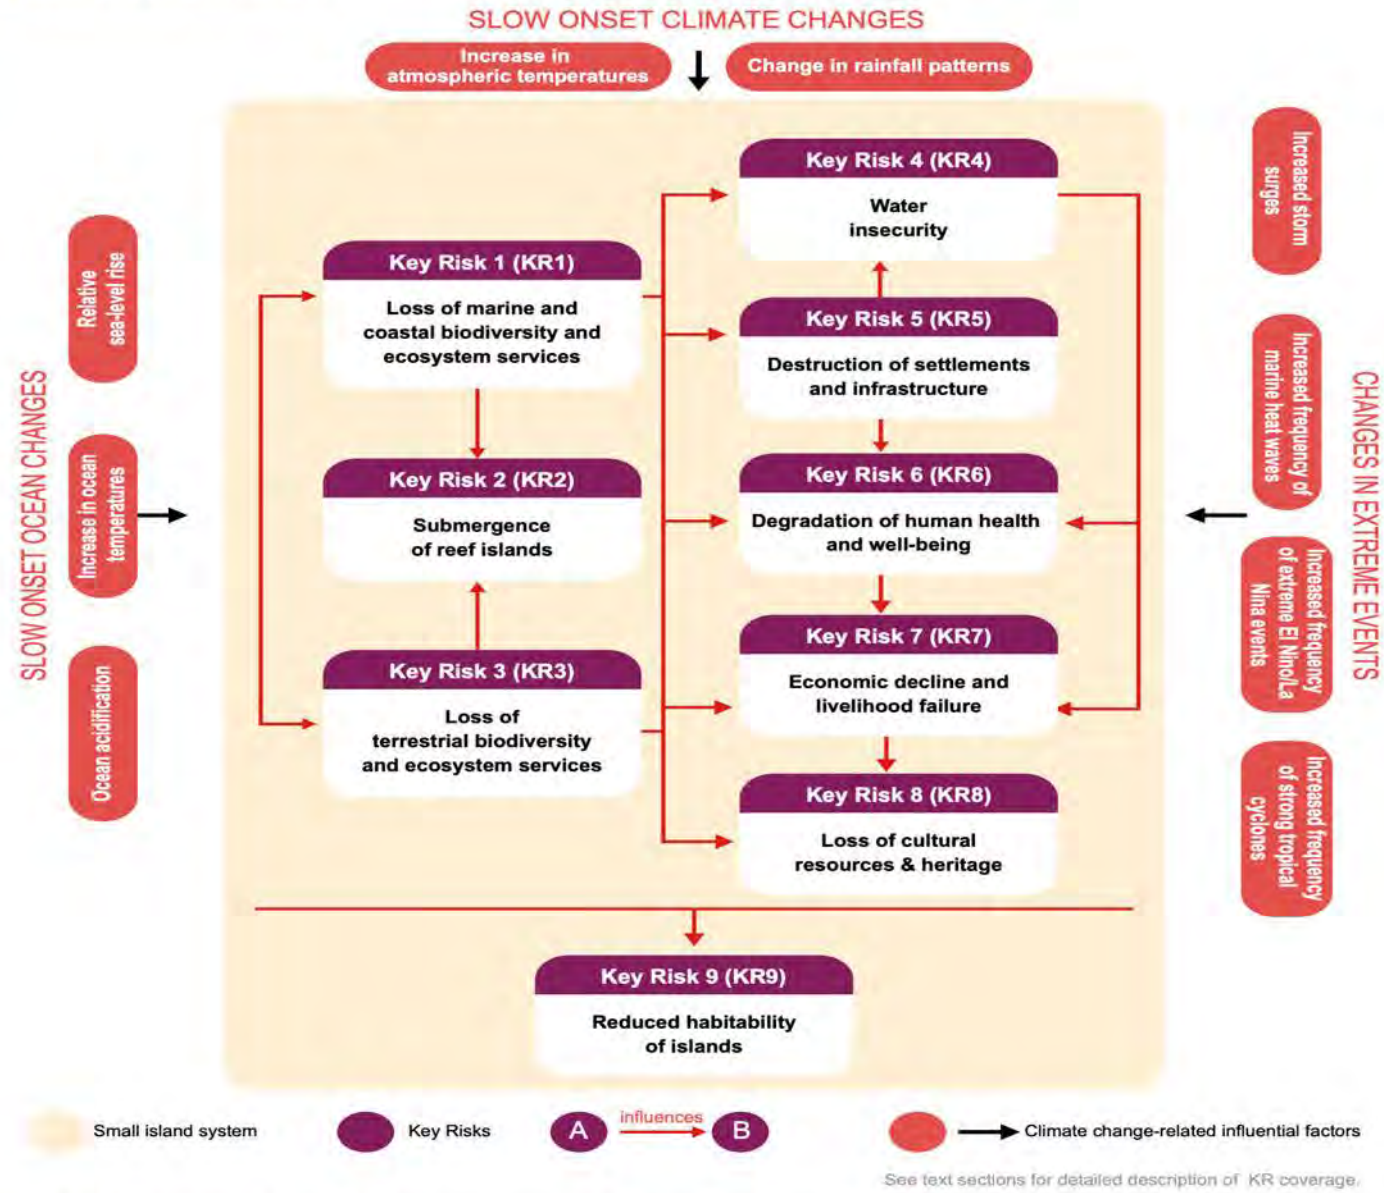 SLOW ONSET CLIMATE CHANGES
Increase in
atmospheric temperatures
Change in rainfall patterns
SLOW ONSET OCEAN CHANGES
Relative
sea-level rise
Increase in ocean
temperatures
Ocean acidification
Key Risk 1 (KR1)
Loss of marine and
coastal biodiversity and
ecosystem services
Key Risk 2 (KR2)
Submergence
of reef islands
Key Risk 3 (KR3)
Loss of
terrestrial biodiversity
and ecosystem services
Key Risk 4 (KR4)
Water
insecurity
Key Risk 5 (KR5)
Destruction of settlements
and infrastructure
Key Risk 6 (KR6)
Degradation of human health
and well-being
Key Risk 7 (KR7)
Economic decline and
livelihood failure
Key Risk 8 (KR8)
Loss of cultural
resources & heritage
Key Risk 9 (KR9)
Reduced habitability
of islands
CHANGES IN EXTREME EVENTS
Increased storm
surges
Increased frequency of
marine heat waves
Increased frequency
of extreme El Nino/La
Nina events
Increased frequency
of strong tropical
cyclones
Small island system
Key Risks
A
influences
B
Climate change-related influential factors
See text sections for detailed description of KR coverage.